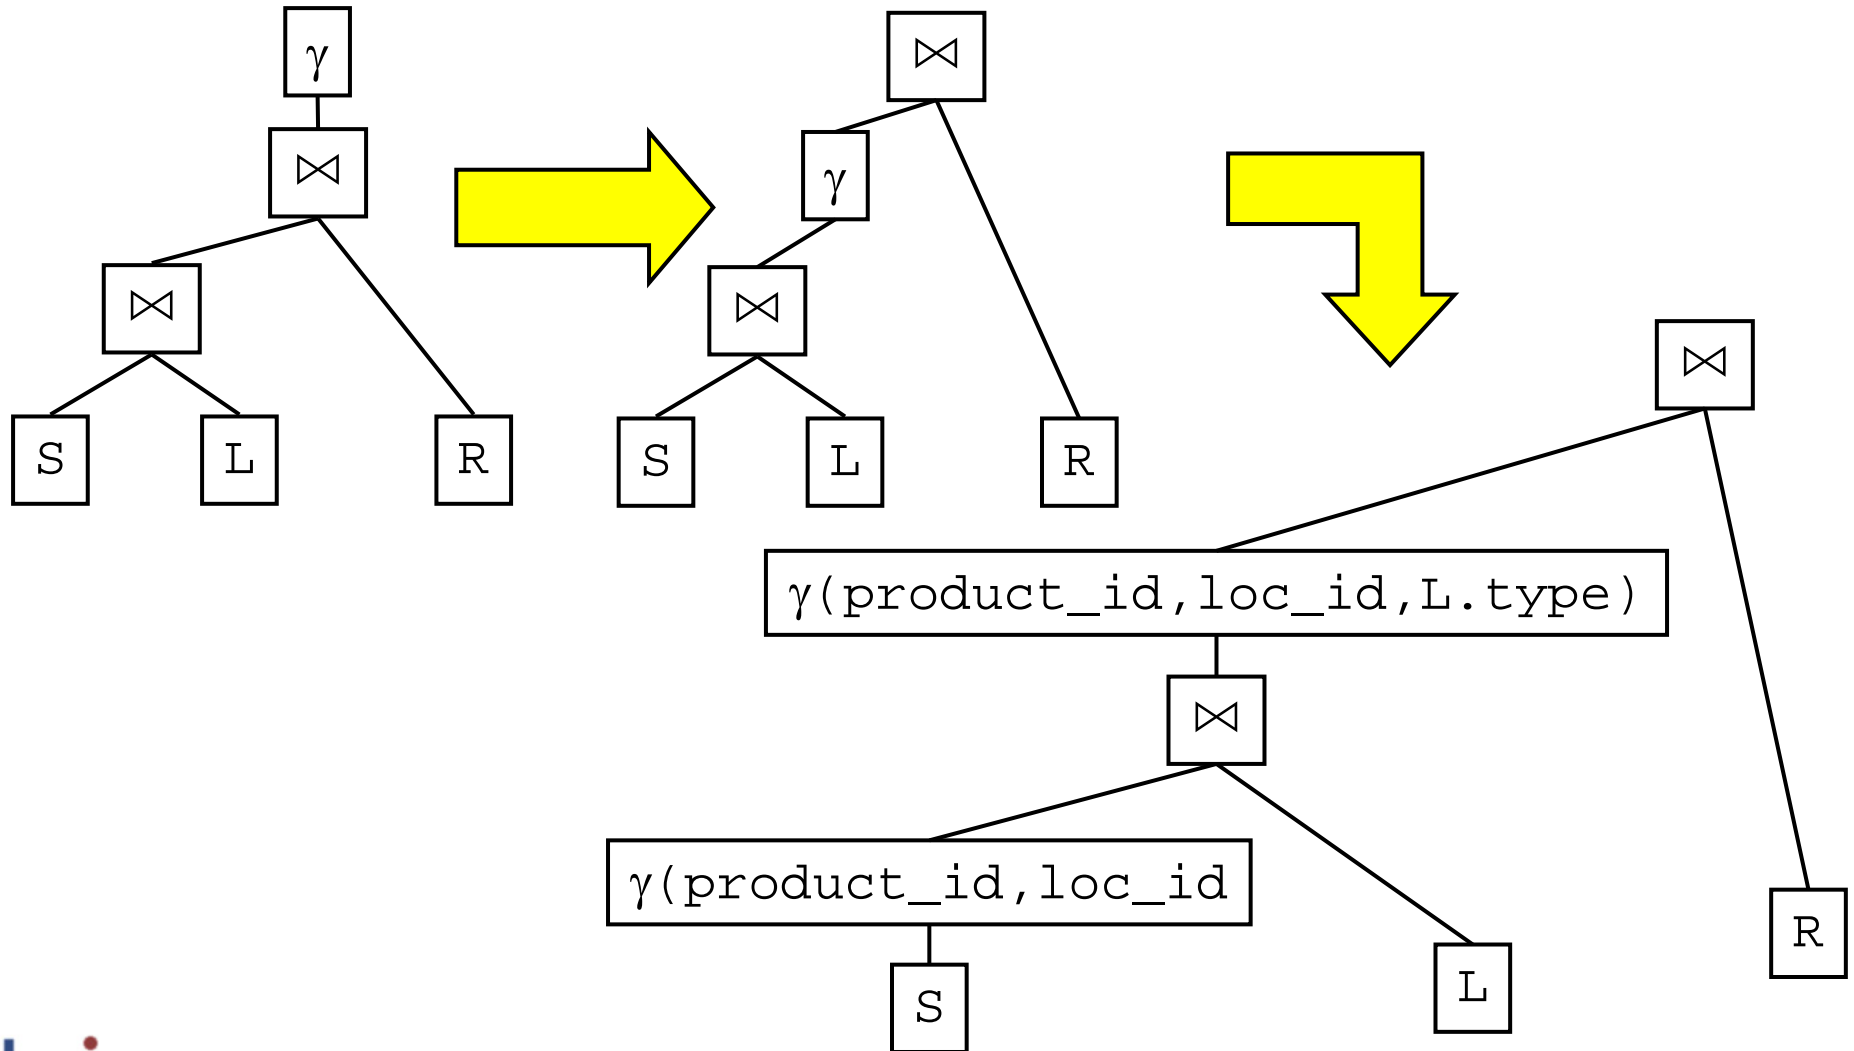 γ
⋈
⋈
S L R
⋈
γ
⋈
S L R
⋈
γ(product_id,loc_id,L.type)
⋈
γ(product_id,loc_id
R
L
S